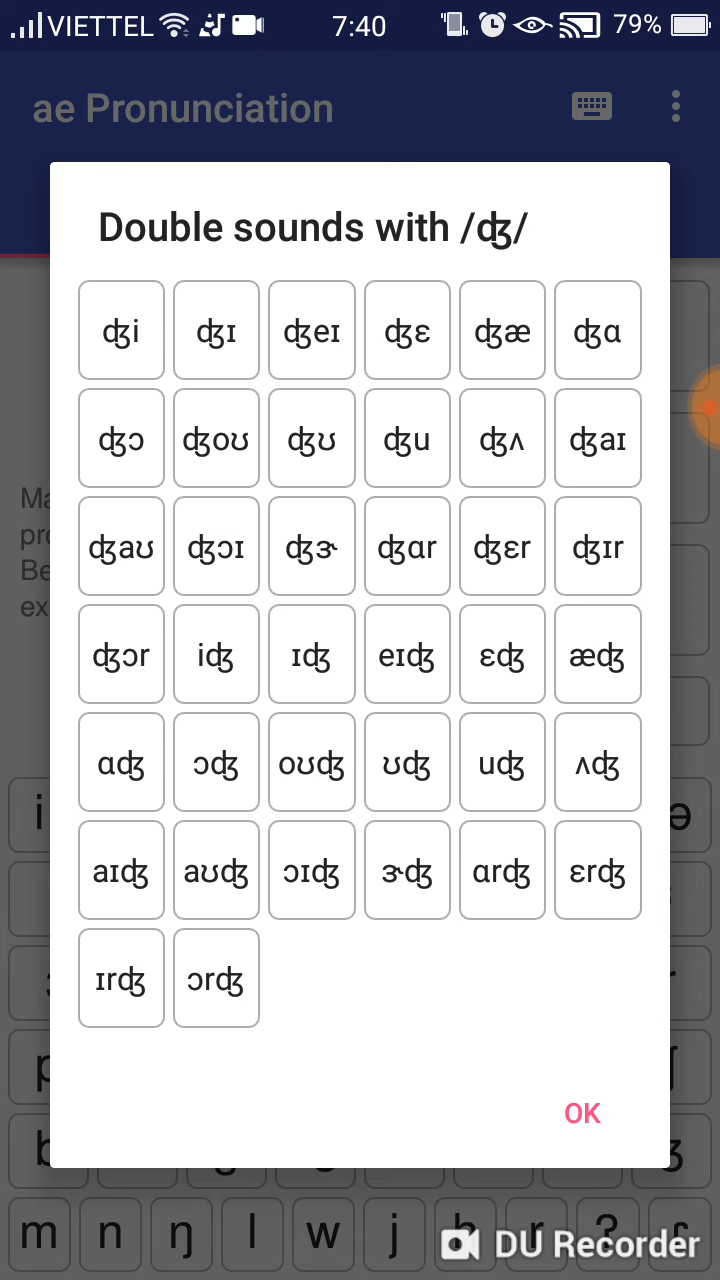 VIETTEL 7:40 79%
ae Pronunciation
Double sounds with /ʤ/
ʤi ʤɪ ʤeɪ ʤɛ ʤæ ʤɑ
ʤɔ ʤoʊ ʤʊ ʤu ʤʌ ʤaɪ
ʤaʊ ʤɔɪ ʤɝ ʤɑr ʤɛr ʤɪr
ʤɔr iʤ ɪʤ eɪʤ ɛʤ æʤ
ɑʤ ɔʤ oʊʤ ʊʤ uʤ ʌʤ
aɪʤ aʊʤ ɔɪʤ ɝʤ ɑrʤ ɛrʤ
ɪrʤ ɔrʤ
OK
i ə
m n ŋ l w j h r ʔ ɾ
DU Recorder